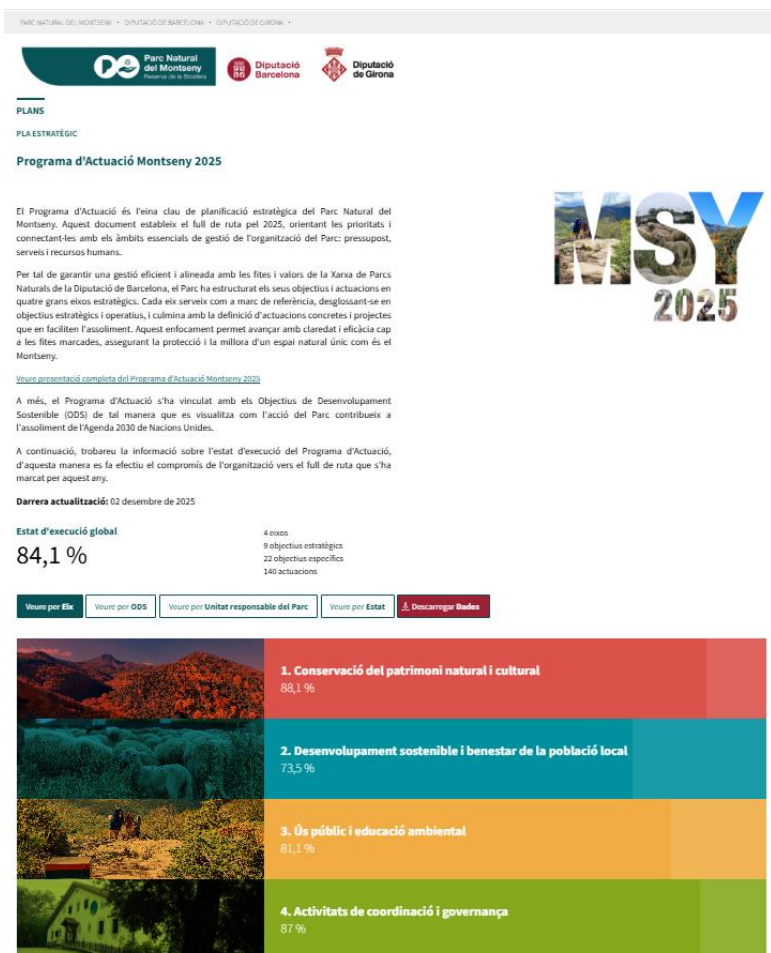 PARC NATURAL DEL MONTSENY • DIPUTACIÓ DE BARCELONA • DIPUTACIÓ DE GIRONA •
Parc Natural
del Montseny
Reserva de la Biosfera
Diputació
Barcelona
Diputació
de Girona
PLANS
PLA ESTRATÈGIC
Programa d'Actuació Montseny 2025
El Programa d'Actuació és l'eina clau de planificació estratègica del Parc Natural del
Montseny. Aquest document estableix el full de ruta pel 2025, orientant les prioritats i
connectant-les amb els àmbits essencials de gestió de l'organització del Parc: pressupost,
serveis i recursos humans.
Per tal de garantir una gestió eficient i alineada amb les fites i valors de la Xarxa de Parcs
Naturals de la Diputació de Barcelona, el Parc ha estructurat els seus objectius i actuacions en
quatre grans eixos estratègics. Cada eix serveix com a marc de referència, desglossant-se en
objectius estratègics i operatius, i culmina amb la definició d'actuacions concretes i projectes
que en faciliten l'assoliment. Aquest enfocament permet avançar amb claredat i eficàcia cap
a les fites marcades, assegurant la protecció i la millora d'un espai natural únic com és el
Montseny.
Veure presentació completa del Programa d'Actuació Montseny 2025
A més, el Programa d'Actuació s'ha vinculat amb els Objectius de Desenvolupament
Sostenible (ODS) de tal manera que es visualitza com l'acció del Parc contribueix a
l'assoliment de l'Agenda 2030 de Nacions Unides.
A continuació, trobareu la informació sobre l'estat d'execució del Programa d'Actuació,
d'aquesta manera es fa efectiu el compromís de l'organització vers el full de ruta que s'ha
marcat per aquest any.
Darrera actualització: 02 desembre de 2025
MSY
2025
Estat d'execució global
84,1 %
4 eixos
9 objectius estratègics
22 objectius específics
140 actuacions
Veure per Eix
Veure per ODS
Veure per Unitat responsable del Parc
Veure per Estat
Descarregar Dades
1. Conservació del patrimoni natural i cultural
88,1 %
2. Desenvolupament sostenible i benestar de la població local
73,5 %
3. Ús públic i educació ambiental
81,1 %
4. Activitats de coordinació i governança
87 %